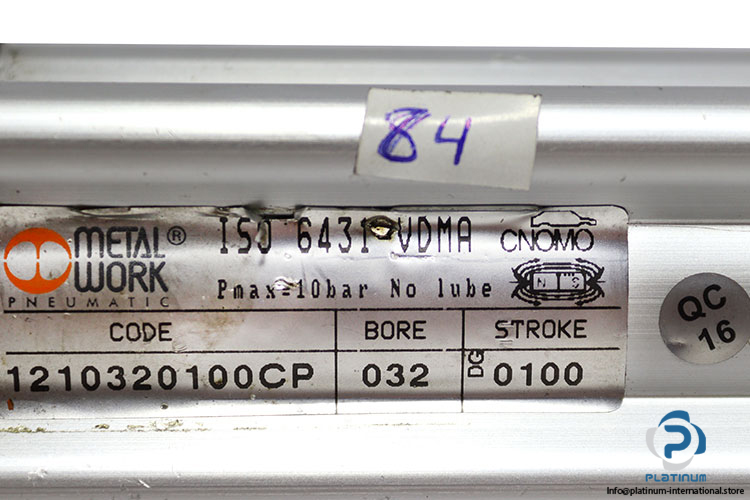 84
METAL® ISO 6431 VDMA CNOMO
WORK
PNEUMATIC Pmax=10bar No lube N S
CODE BORE STROKE
1210320100CP 032 DG 0100
QC
16
PLATINUM
Info@platinum-international.store